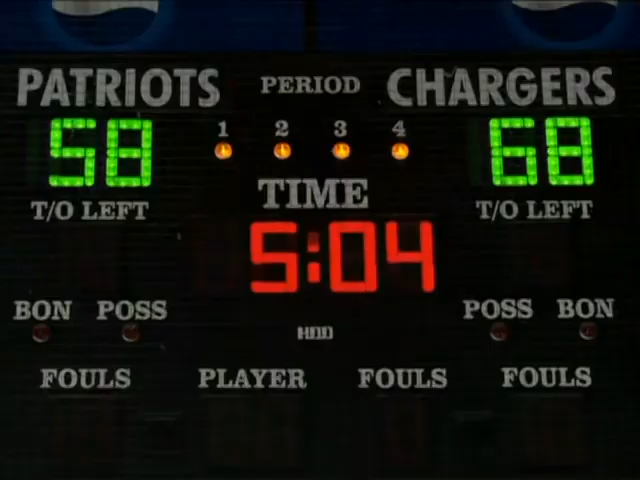 PATRIOTS PERIOD CHARGERS
1 2 3 4
58 68
TIME
T/O LEFT T/O LEFT
5:04
BON POSS POSS BON
FOULS PLAYER FOULS FOULS